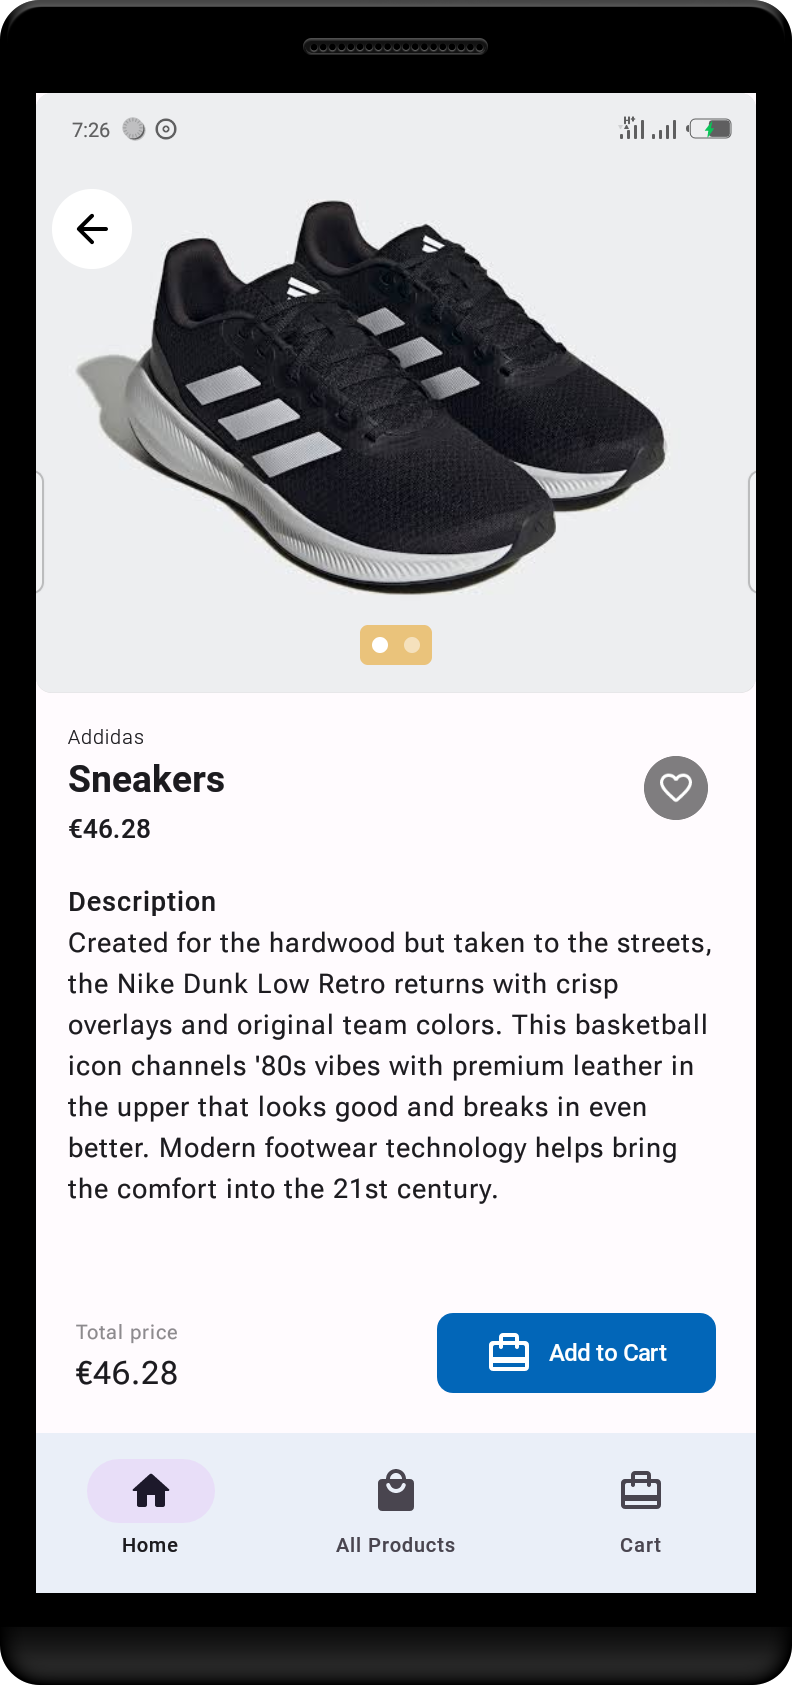 7:26
H+
Addidas
Sneakers
€46.28
Description
Created for the hardwood but taken to the streets,
the Nike Dunk Low Retro returns with crisp
overlays and original team colors. This basketball
icon channels '80s vibes with premium leather in
the upper that looks good and breaks in even
better. Modern footwear technology helps bring
the comfort into the 21st century.
Total price
€46.28
Add to Cart
Home
All Products
Cart